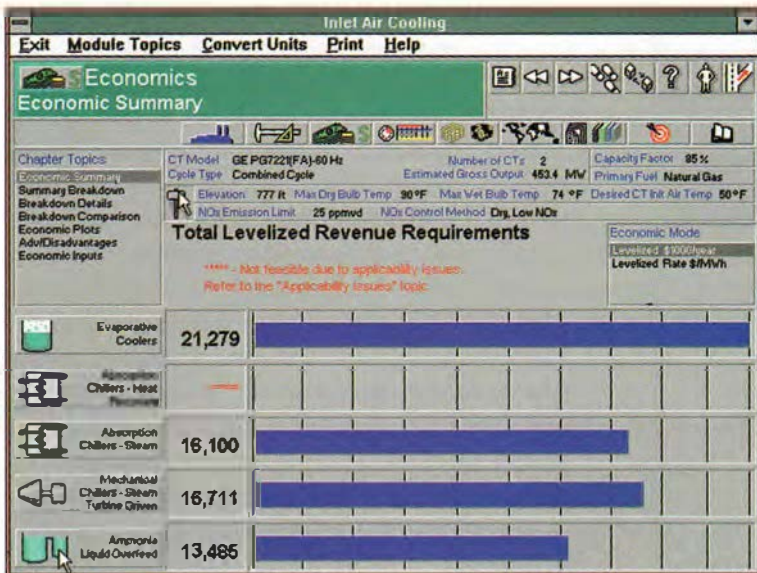 Inlet Air Cooling
Exit Module Topics Convert Units Print Help
Economics
Economic Summary
Chapter Topics
Economic Summary
Summary Breakdown
Breakdown Details
Breakdown Comparison
Economic Plots
Adv/Disadvantages
Economic Inputs
CT Model GE PG7221(FA)-60 Hz Number of CTs 2 Capacity Factor 85 %
Cycle Type Combined Cycle Estimated Gross Output 453.4 MW Primary Fuel Natural Gas
Elevation 777 ft Max Dry Bulb Temp 90 °F Max Wet Bulb Temp 74 °F Desired CT Inlt Air Temp 50°F
NOx Emission Limit 25 ppmvd NOx Control Method Dry, Low NOx
Total Levelized Revenue Requirements
***** - Not feasible due to applicability issues.
Refer to the "Applicability Issues" topic
Economic Mode
Levelized $1000/year
Levelized Rate $/MWh
Evaporative
Coolers
21,279
Absorption
Chillers - Heat
*****
Absorption
Chillers - Steam
16,100
Mechanical
Chillers - Steam
Turbine Driven
16,711
Ammonia
Liquid Overfeed
13,485